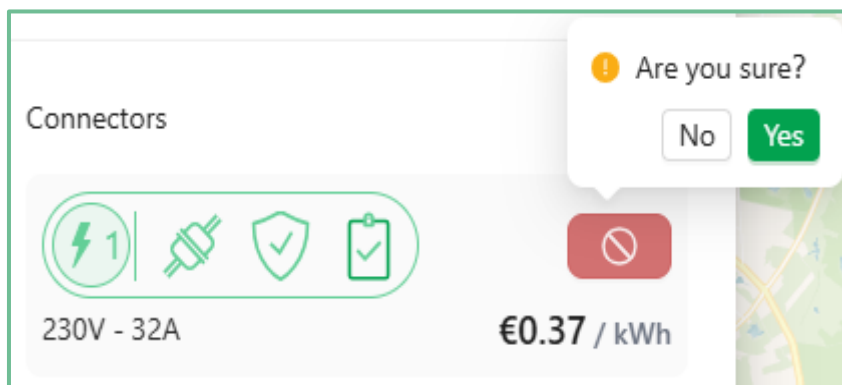 Are you sure?
No Yes
Connectors
1
230V - 32A €0.37 / kWh